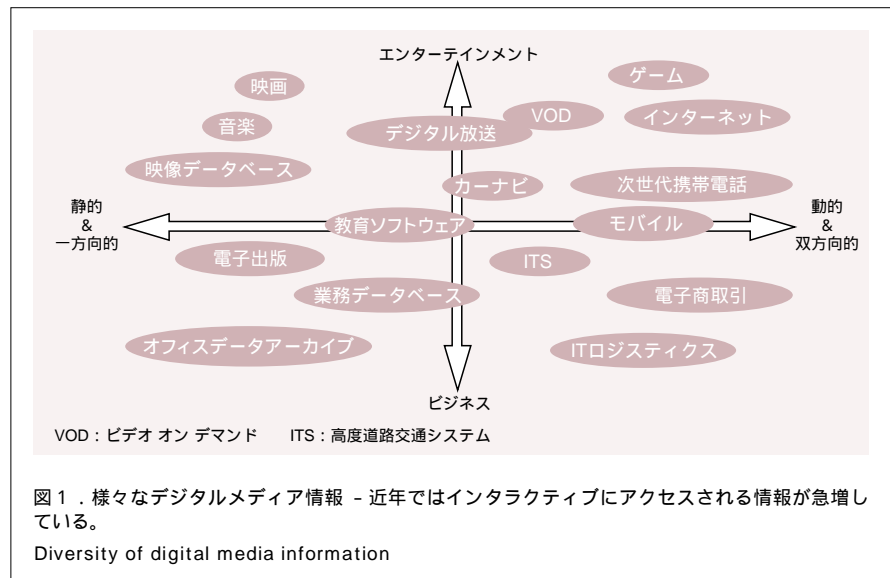 エンターテインメント
ゲーム
映画
VOD
インターネット
音楽
デジタル放送
映像データベース
カーナビ
次世代携帯電話
静的
&
一方向的
教育ソフトウェア
モバイル
動的
&
双方向的
電子出版
ITS
業務データベース
電子商取引
オフィスデータアーカイブ
ITロジスティクス
ビジネス
VOD：ビデオ オン デマンド　　ITS：高度道路交通システム
図１．様々なデジタルメディア情報 － 近年ではインタラクティブにアクセスされる情報が急増し
ている。
Diversity of digital media information